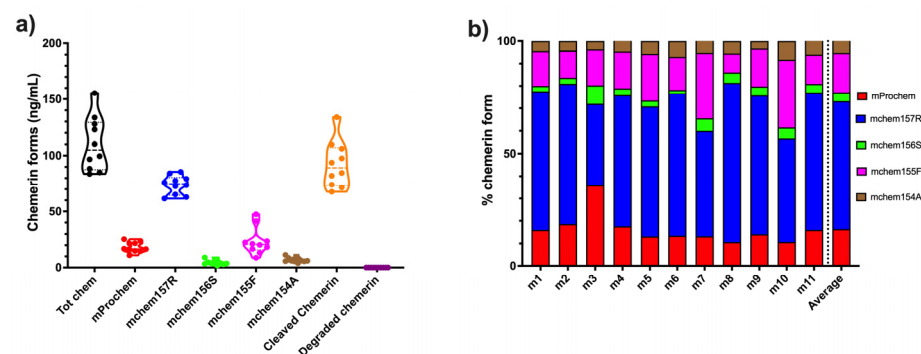 a)
Chemerin forms (ng/mL)
200
150
100
50
0
Tot chem
mProchem
mchem157R
mchem156S
mchem155F
mchem154A
Cleaved Chemerin
Degraded chemerin
b)
% chemerin form
100
50
0
m1
m2
m3
m4
m5
m6
m7
m8
m9
m10
m11
Average
mProchem
mchem157R
mchem156S
mchem155F
mchem154A